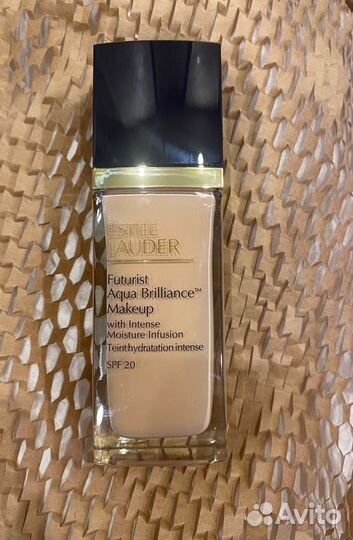 ESTEE
LAUDER
Futurist
Aqua Brilliance™
Makeup
with Intense
Moisture Infusion
Teint hydratation intense
SPF 20
Avito